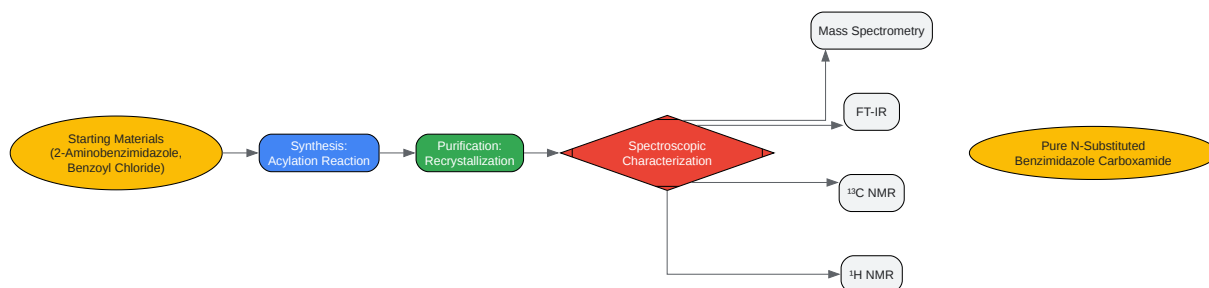 Starting Materials
(2-Aminobenzimidazole,
Benzoyl Chloride)
Synthesis:
Acylation Reaction
Purification:
Recrystallization
Spectroscopic
Characterization
Mass Spectrometry
FT-IR
¹³C NMR
¹H NMR
Pure N-Substituted
Benzimidazole Carboxamide